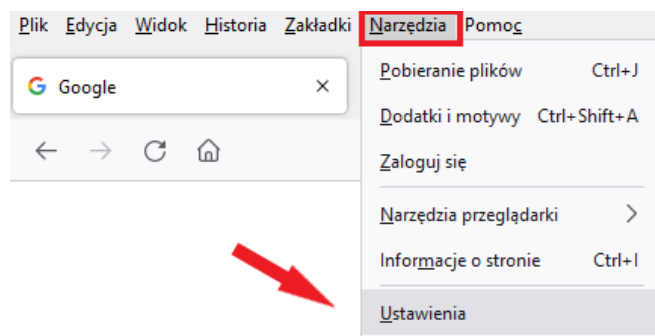 Plik Edycja Widok Historia Zakładki Narzędzia Pomoc
Google
Pobieranie plików Ctrl+J
Dodatki i motywy Ctrl+Shift+A
Zaloguj się
Narzędzia przeglądarki
Informacje o stronie Ctrl+I
Ustawienia